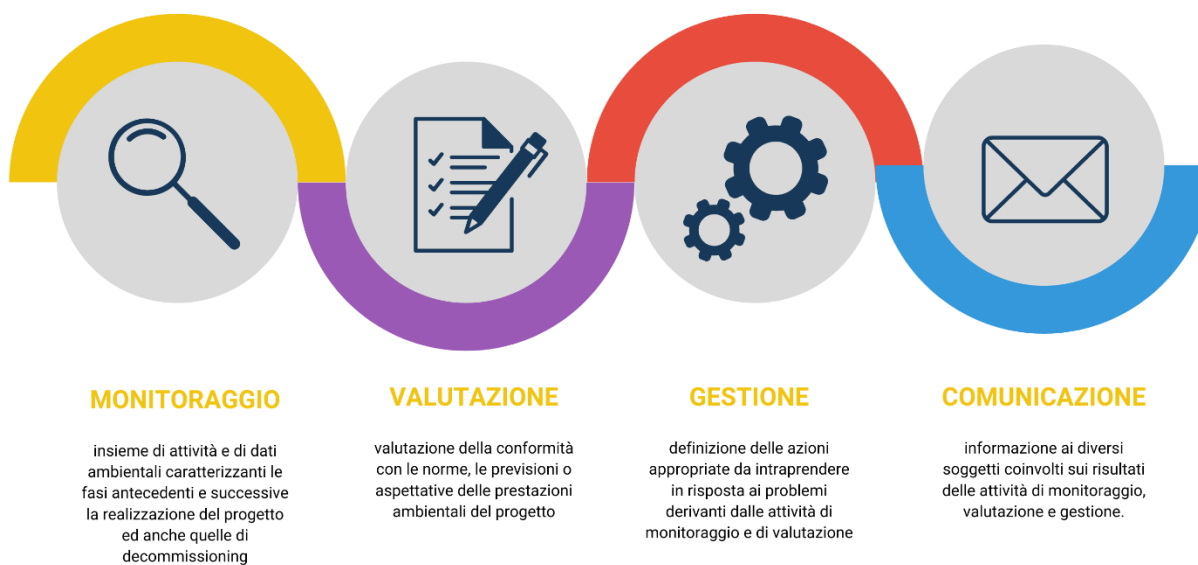 MONITORAGGIO
insieme di attività e di dati
ambientali caratterizzanti le
fasi antecedenti e successive
la realizzazione del progetto
ed anche quelle di
decommissioning
VALUTAZIONE
valutazione della conformità
con le norme, le previsioni o
aspettative delle prestazioni
ambientali del progetto
GESTIONE
definizione delle azioni
appropriate da intraprendere
in risposta ai problemi
derivanti dalle attività di
monitoraggio e di valutazione
COMUNICAZIONE
informazione ai diversi
soggetti coinvolti sui risultati
delle attività di monitoraggio,
valutazione e gestione.